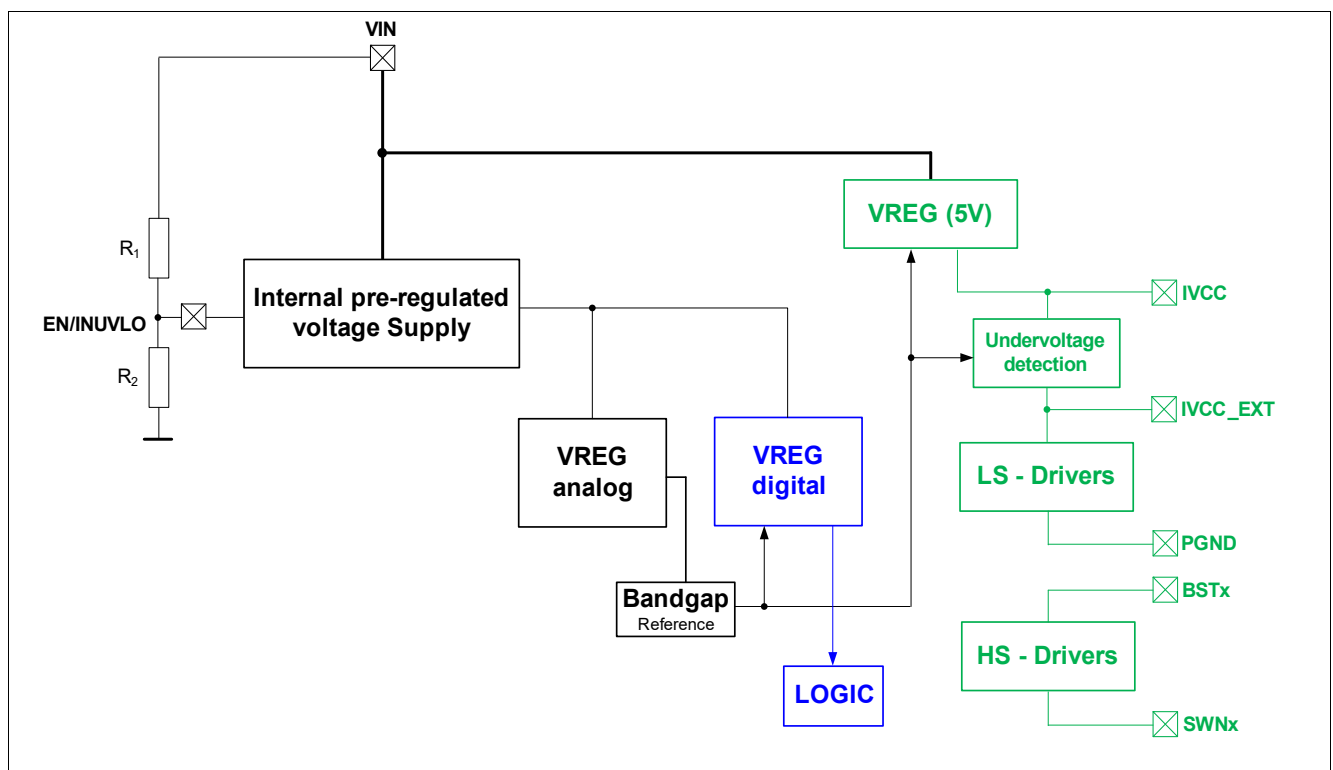 VIN
VREG (5V)
R1
Internal pre-regulated
voltage Supply
IVCC
EN/INUVLO
Undervoltage
detection
R2
IVCC_EXT
VREG
analog
VREG
digital
LS - Drivers
PGND
Bandgap
Reference
BSTx
HS - Drivers
LOGIC
SWNx